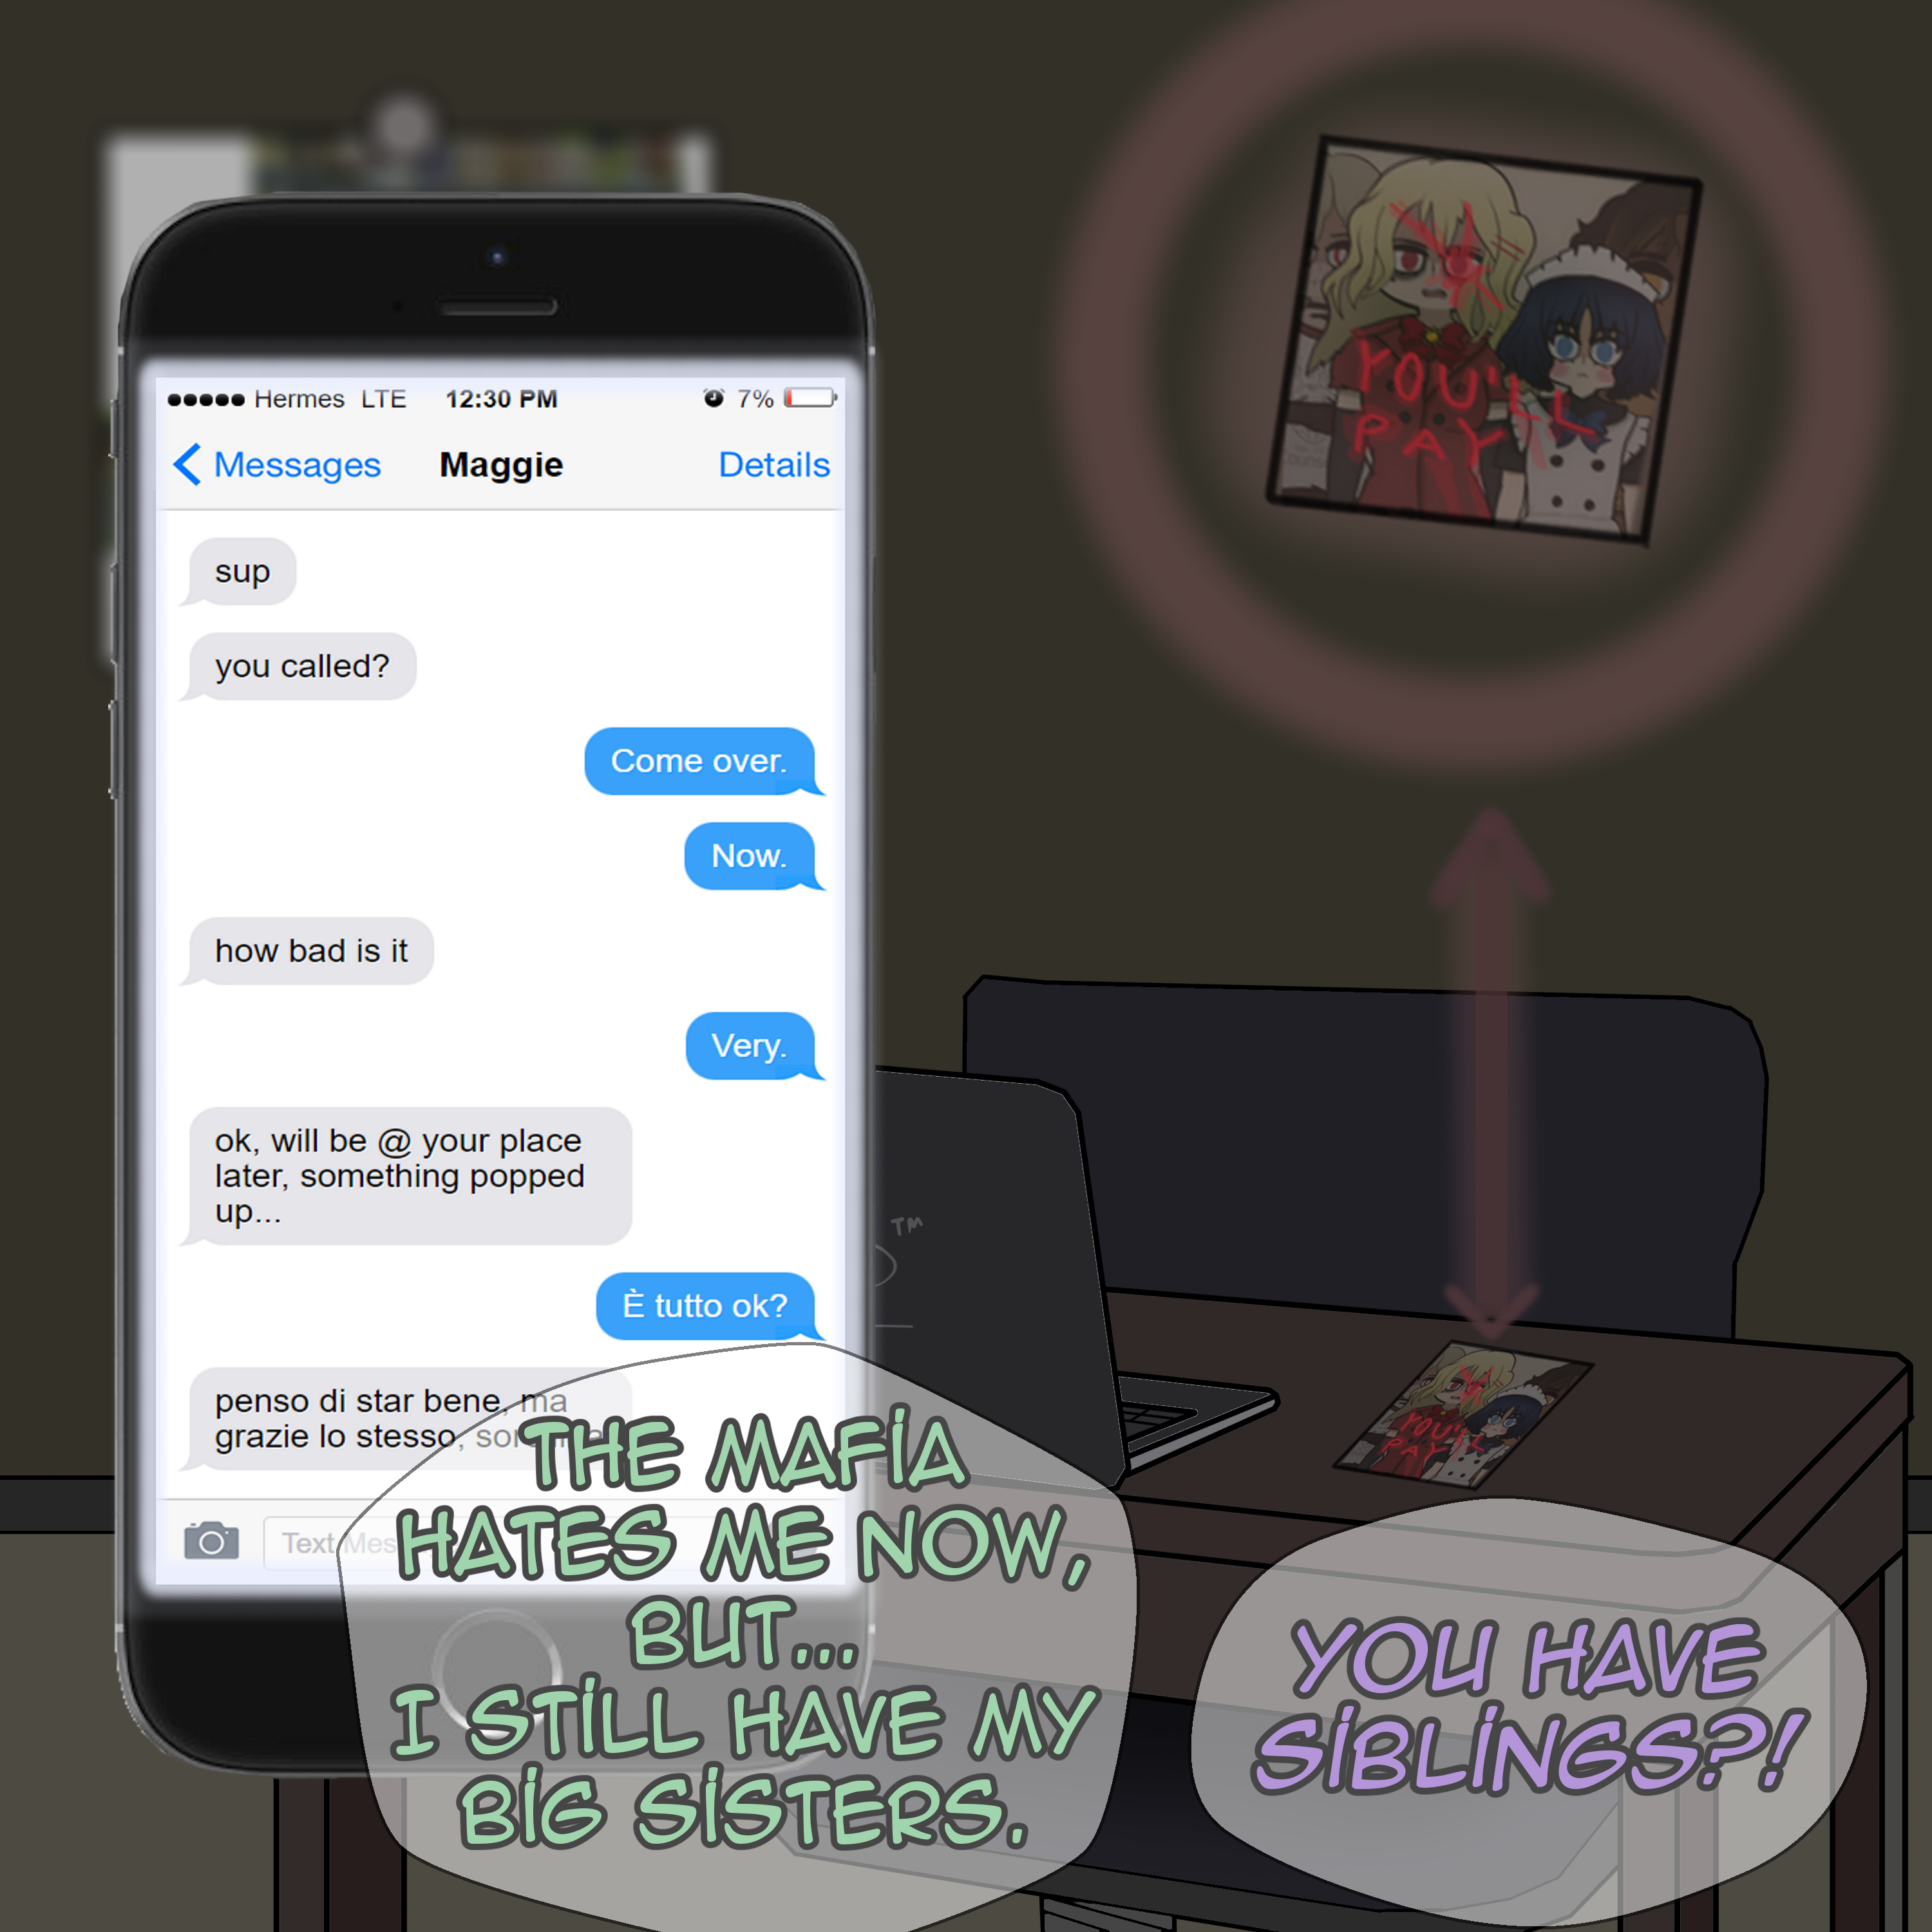 Hermes LTE 12:30 PM 7%
Messages Maggie Details
sup
you called?
Come over.
Now.
how bad is it
Very.
ok, will be @ your place
later, something popped
up...
È tutto ok?
penso di star bene, ma
grazie lo stesso,
Text Mes
YOU'LL
PAY
TM
YOU'LL
PAY
THE MAFIA
HATES ME NOW,
BUT...
I STILL HAVE MY
BIG SISTERS.
YOU HAVE
SIBLINGS?!